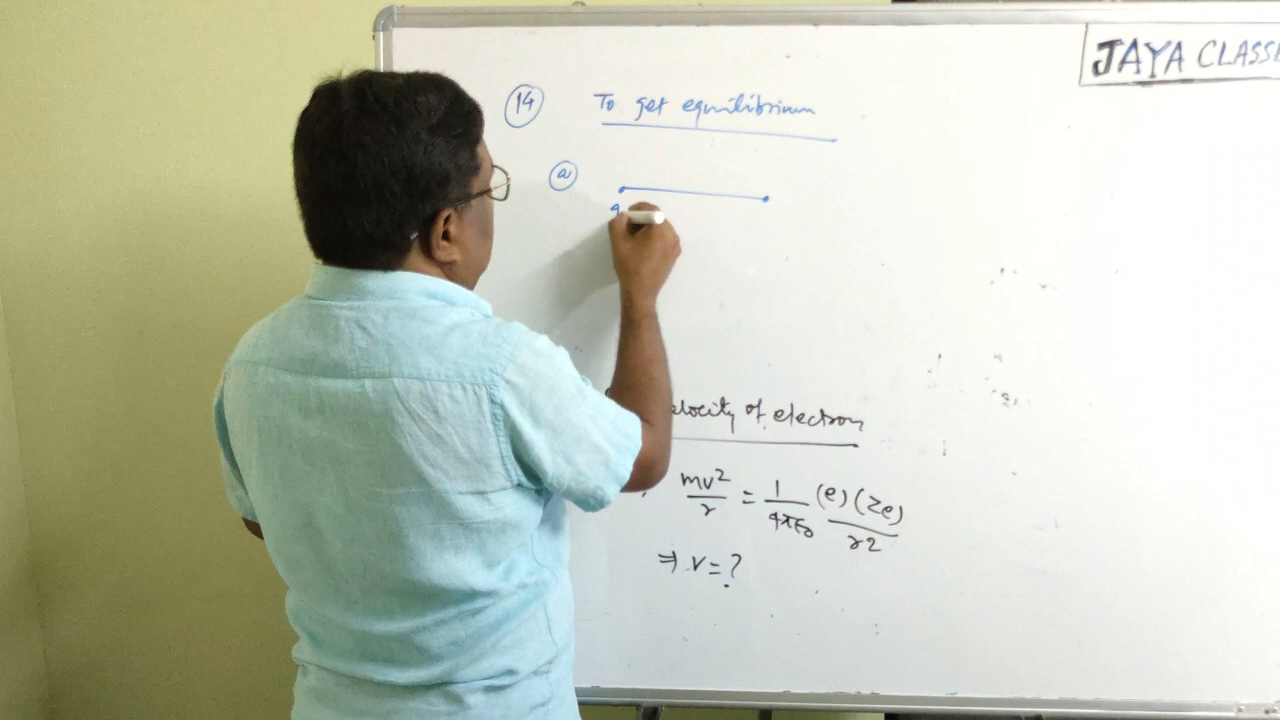 JAYA CLASSE
14 To get equilibrium
a
q
elocity of electron
mv²/r = 1/4πε₀ (e)(Ze)/r2
⇒ v = ?